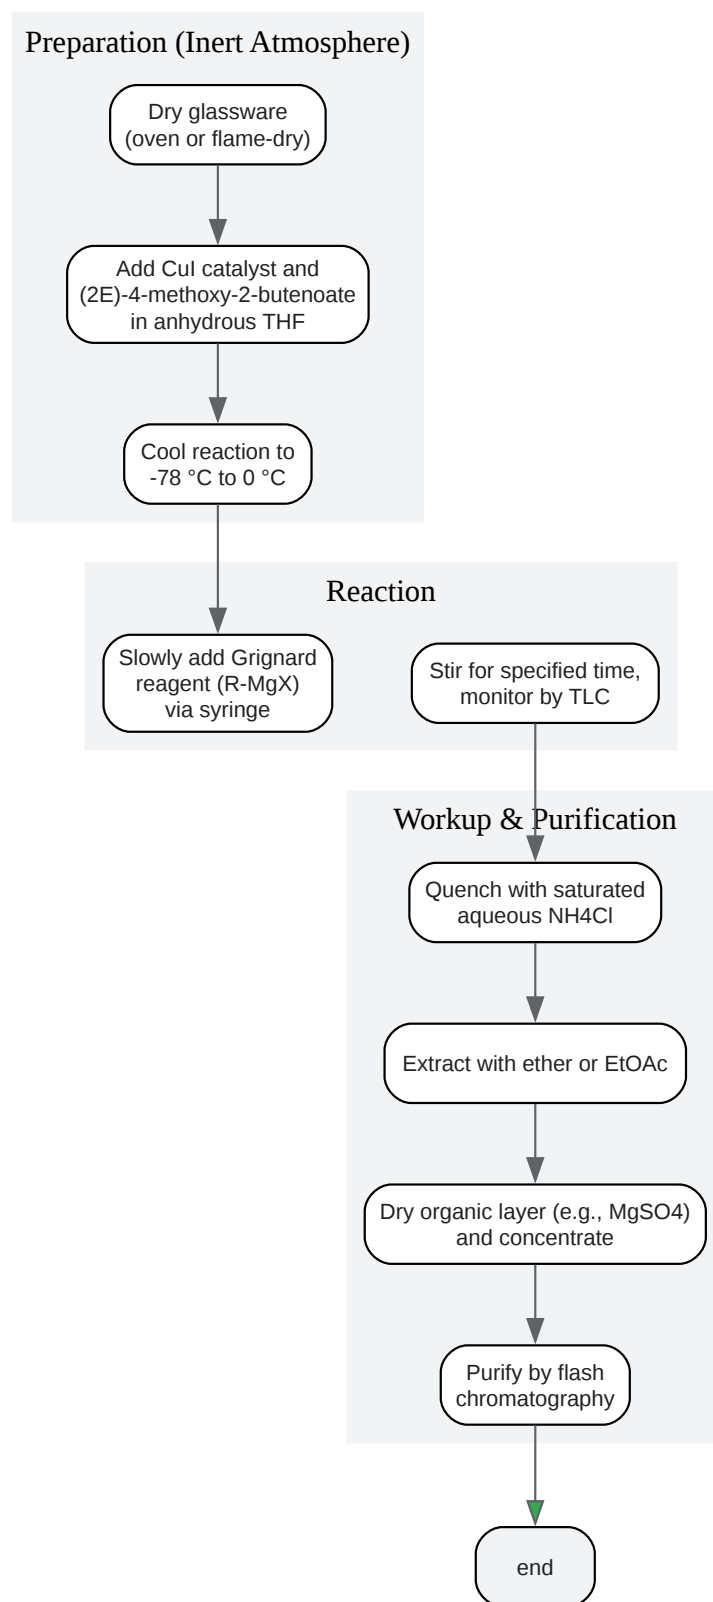 Preparation (Inert Atmosphere)
Dry glassware
(oven or flame-dry)
Add CuI catalyst and
(2E)-4-methoxy-2-butenoate
in anhydrous THF
Cool reaction to
-78 °C to 0 °C
Reaction
Slowly add Grignard
reagent (R-MgX)
via syringe
Stir for specified time,
monitor by TLC
Workup & Purification
Quench with saturated
aqueous NH4Cl
Extract with ether or EtOAc
Dry organic layer (e.g., MgSO4)
and concentrate
Purify by flash
chromatography
end